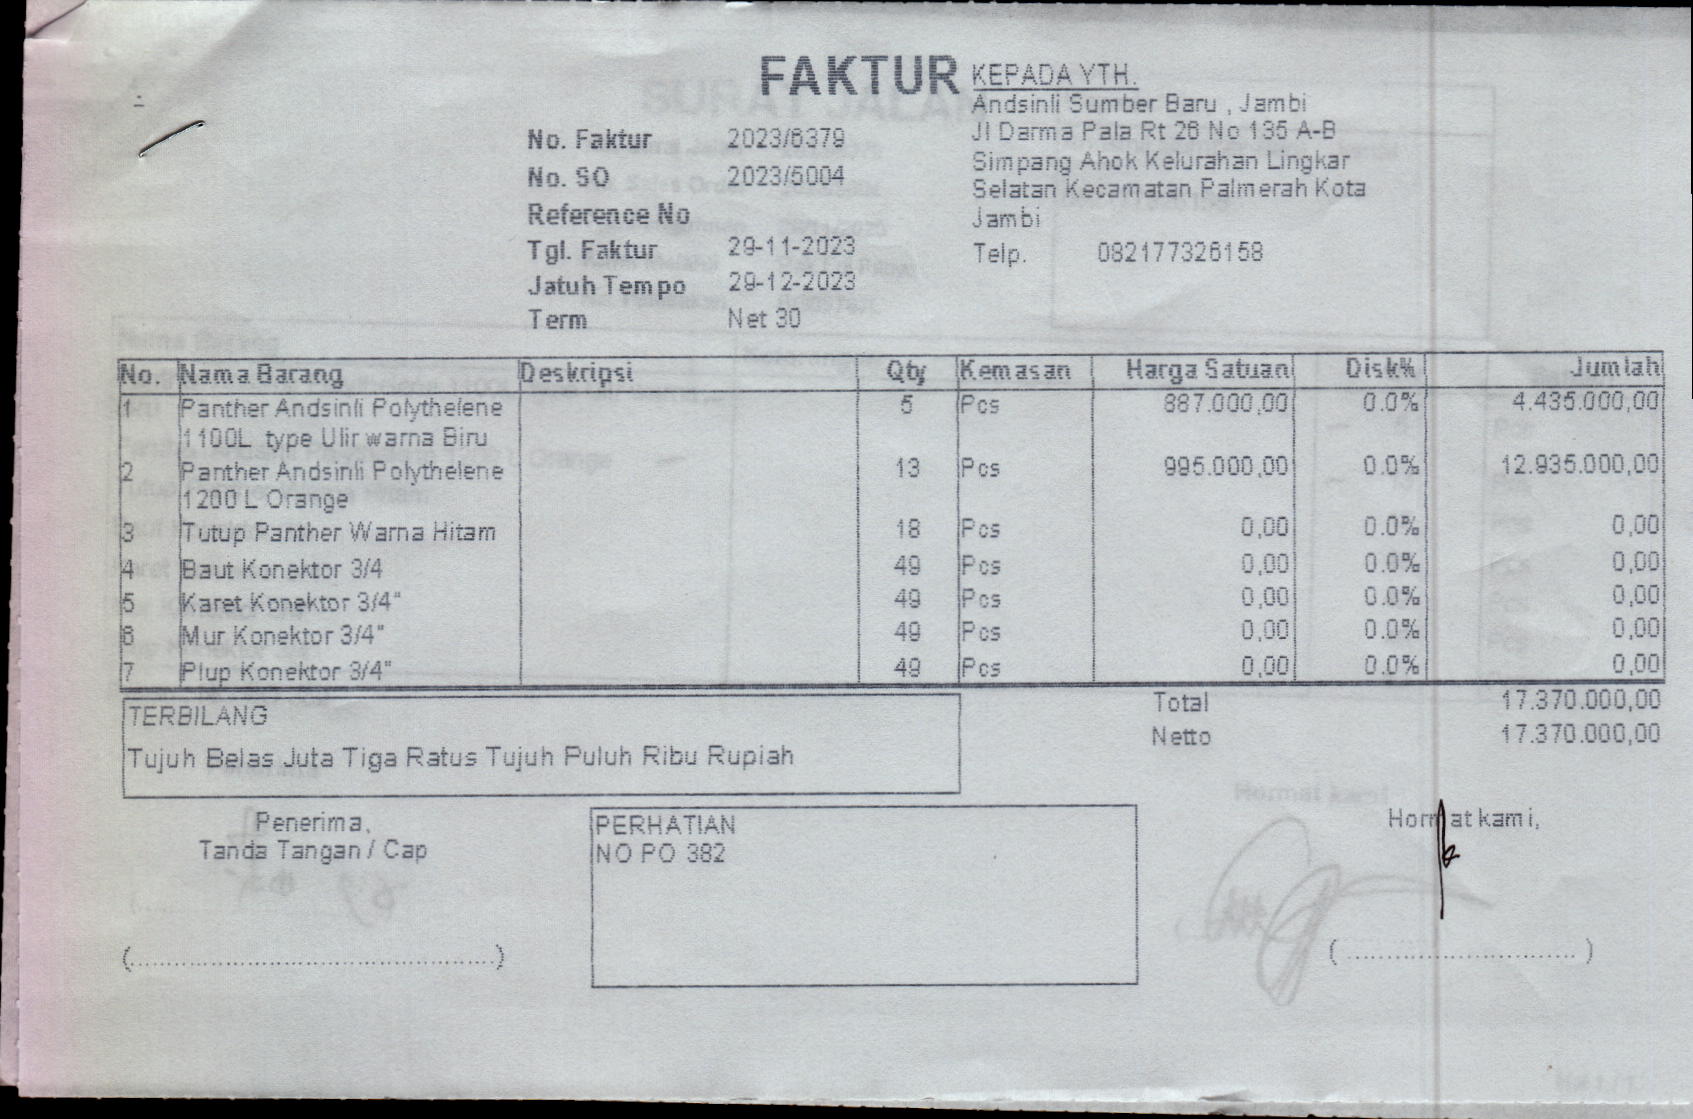 FAKTUR
KEPADA YTH.
Andsinli Sumber Baru , Jambi
Jl Darma Pala Rt 26 No 135 A-B
Simpang Ahok Kelurahan Lingkar
Selatan Kecamatan Palmerah Kota
Jambi
Telp. 082177326158
No. Faktur 2023/6379
No. SO 2023/5004
Reference No
Tgl. Faktur 29-11-2023
Jatuh Tempo 29-12-2023
Term Net 30
No. Nama Barang Deskripsi Qty Kemasan Harga Satuan Disk% Jumlah
1 Panther Andsinli Polythelene 5 Pcs 887.000,00 0.0% 4.435.000,00
1100L type Ulir warna Biru
2 Panther Andsinli Polythelene 13 Pcs 995.000,00 0.0% 12.935.000,00
1200 L Orange
3 Tutup Panther Warna Hitam 18 Pcs 0,00 0.0% 0,00
4 Baut Konektor 3/4 49 Pcs 0,00 0.0% 0,00
5 Karet Konektor 3/4" 49 Pcs 0,00 0.0% 0,00
6 Mur Konektor 3/4" 49 Pcs 0,00 0.0% 0,00
7 Plup Konektor 3/4" 49 Pcs 0,00 0.0% 0,00
Total 17.370.000,00
Netto 17.370.000,00
TERBILANG
Tujuh Belas Juta Tiga Ratus Tujuh Puluh Ribu Rupiah
Penerima,
Tanda Tangan / Cap
(..................................................)
PERHATIAN
NO PO 382
Hormat kami,
(................................)